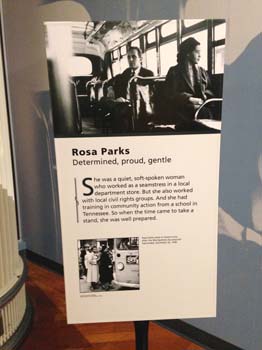 Rosa Parks
Determined, proud, gentle
She was a quiet, soft-spoken woman
who worked as a seamstress in a local
department store. But she also worked
with local civil rights groups. And she had
training in community action from a school in
Tennessee. So when the time came to take a
stand, she was well prepared.